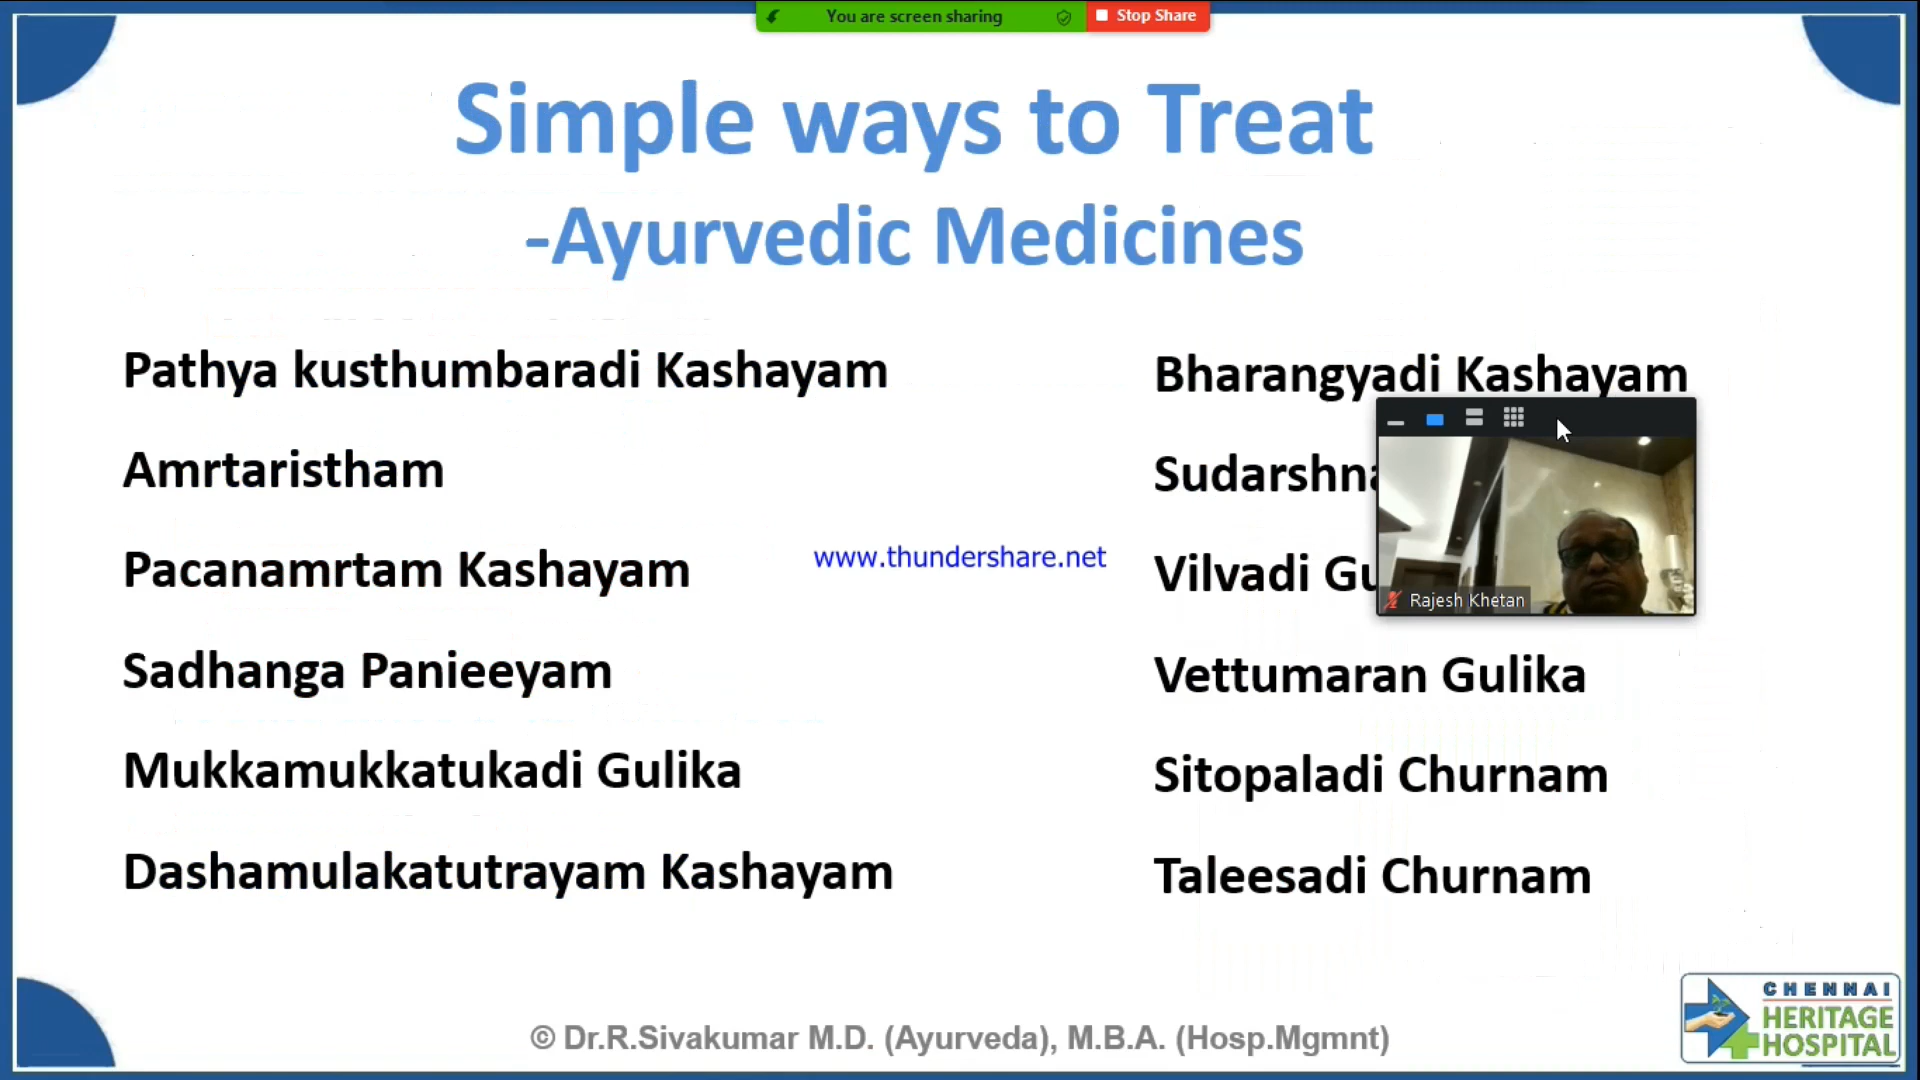 You are screen sharing
Stop Share
Simple ways to Treat
-Ayurvedic Medicines
Pathya kusthumbaradi Kashayam
Amrtaristham
Pacanamrtam Kashayam
Sadhanga Panieeyam
Mukkamukkatukadi Gulika
Dashamulakatutrayam Kashayam
www.thundershare.net
Bharangyadi Kashayam
Vilvadi
Vettumaran Gulika
Sitopaladi Churnam
Taleesadi Churnam
Rajesh Khetan
© Dr.R.Sivakumar M.D. (Ayurveda), M.B.A. (Hosp.Mgmnt)
CHENNAI
HERITAGE
HOSPITAL